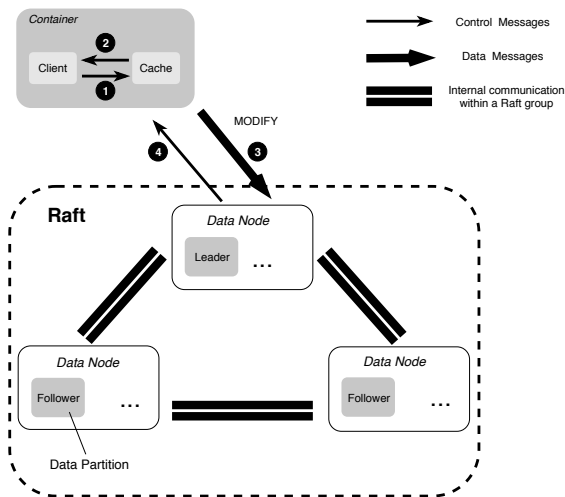 Container
Client
Cache
2
1
Control Messages
Data Messages
Internal communication
within a Raft group
MODIFY
4
3
Raft
Data Node
Leader
...
Data Node
Follower
...
Data Node
Follower
...
Data Partition